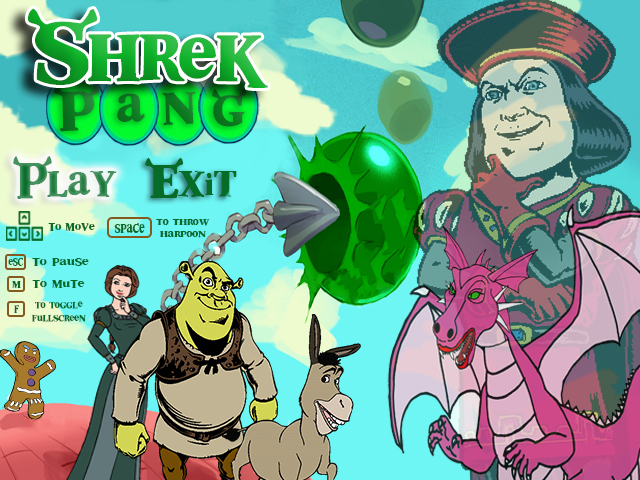 SHReK
PaNG
PLay EXiT
To Move
SPACE
To THROW
HARPOON
eSC To PauSe
M To MuTe
F To ToGGLe
FuLLSCReeN